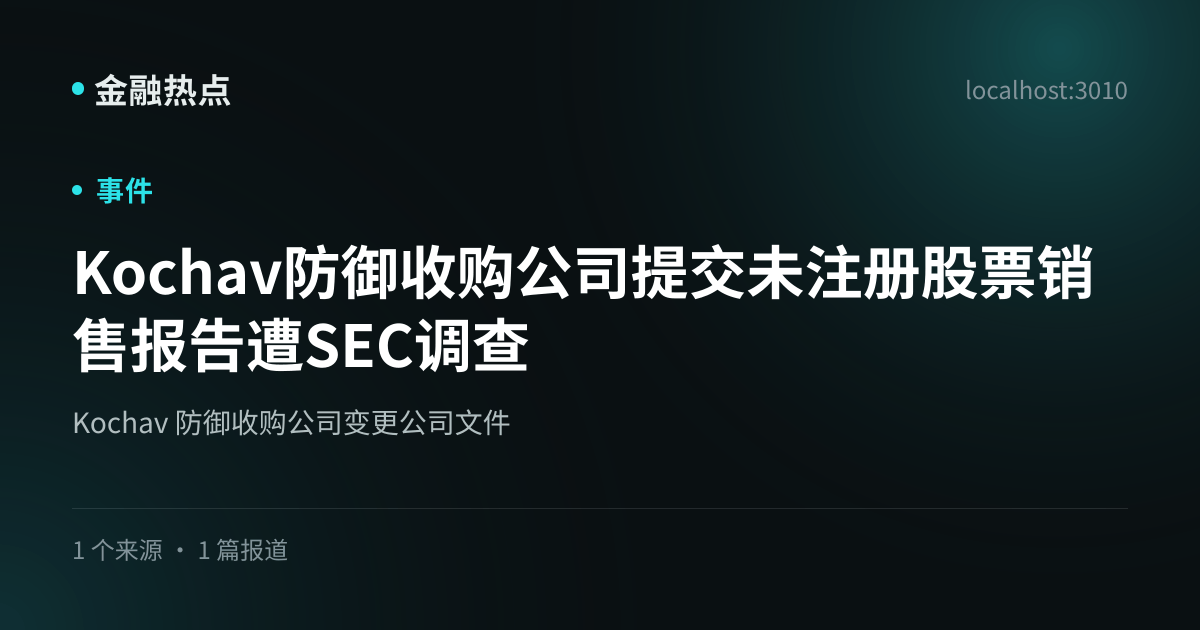 金融热点
localhost:3010
事件
Kochav防御收购公司提交未注册股票销
售报告遭SEC调查
Kochav 防御收购公司变更公司文件
1 个来源 · 1 篇报道